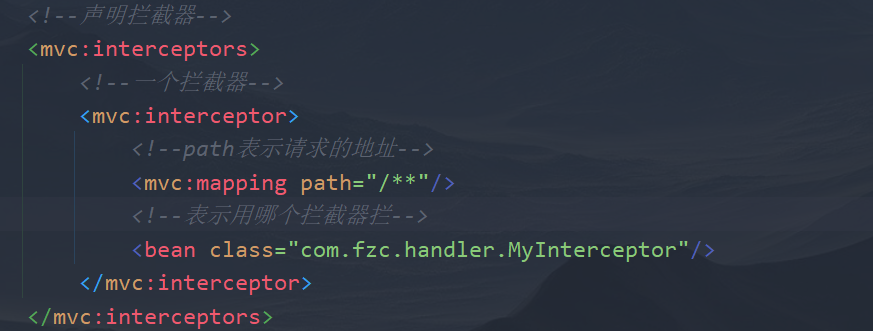 <!--声明拦截器-->
<mvc:interceptors>
<!--一个拦截器-->
<mvc:interceptor>
<!--path表示请求的地址-->
<mvc:mapping path="/**"/>
<!--表示用哪个拦截器拦-->
<bean class="com.fzc.handler.MyInterceptor"/>
</mvc:interceptor>
</mvc:interceptors>